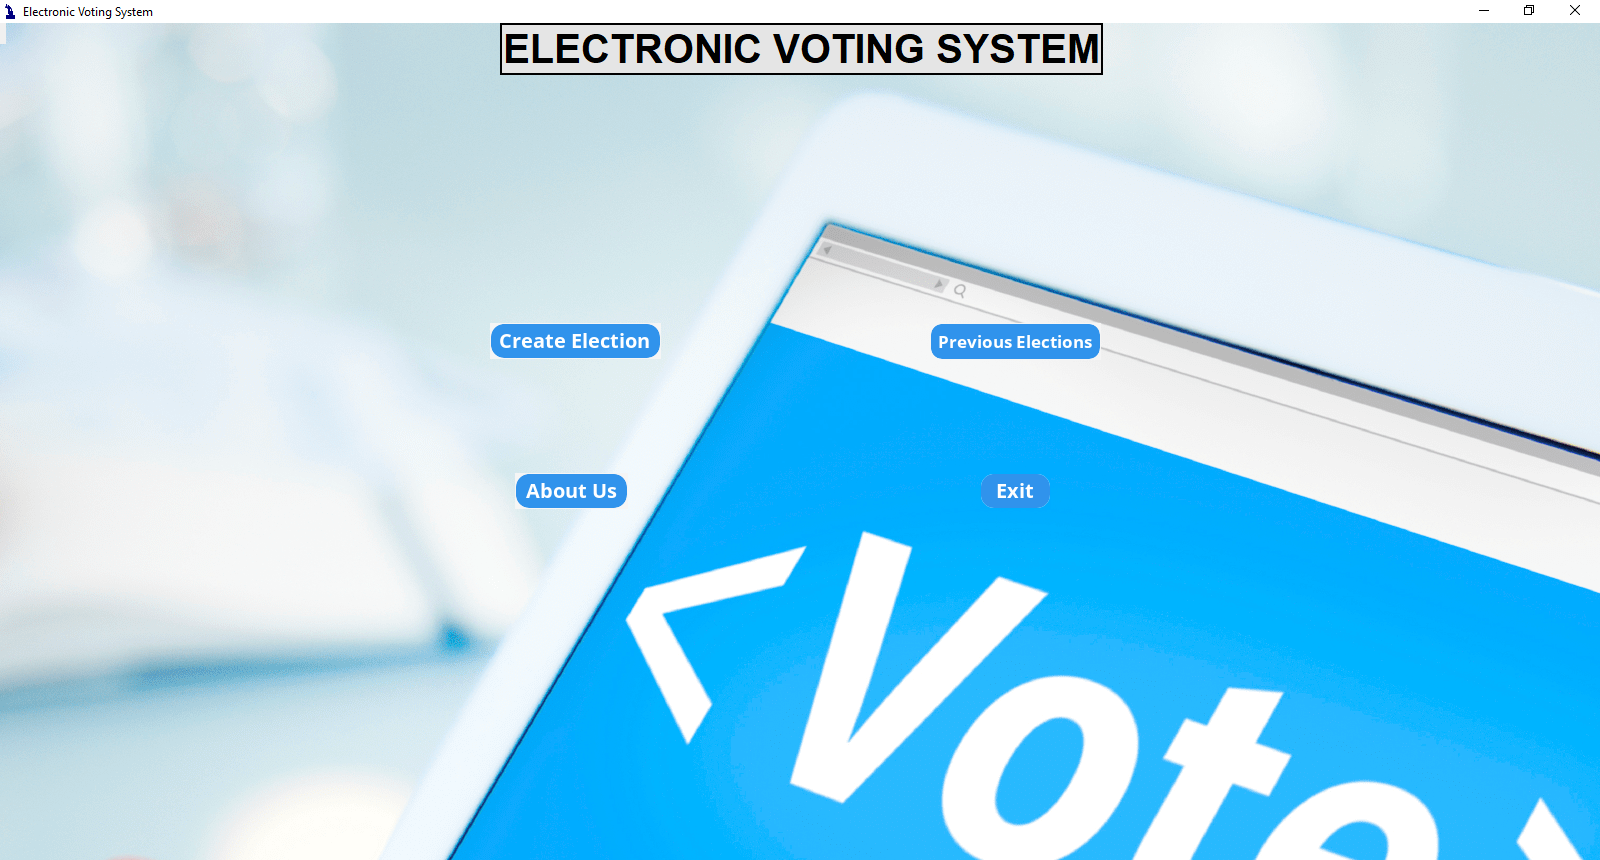 Electronic Voting System
ELECTRONIC VOTING SYSTEM
Create Election
Previous Elections
About Us
Exit
<Vote>